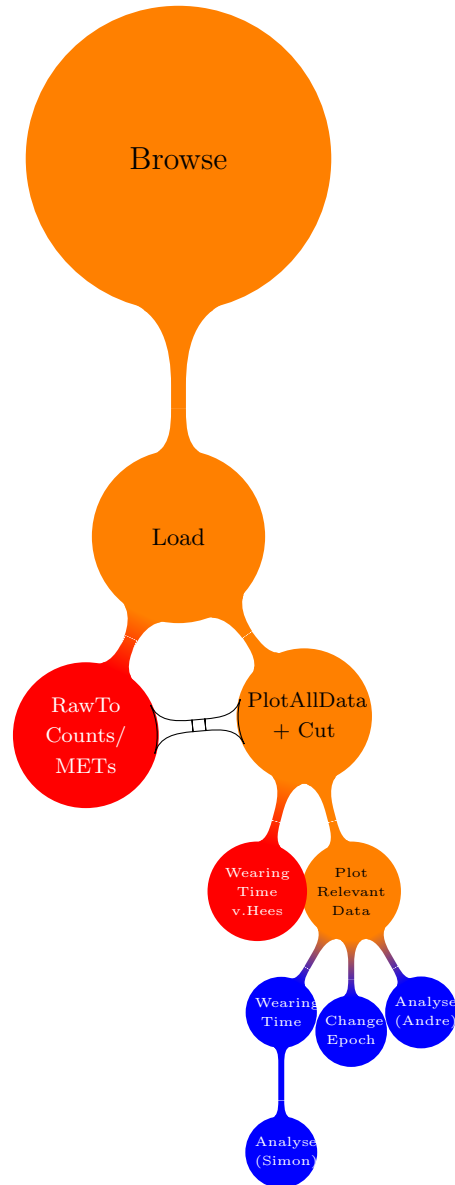 Browse
Load
RawTo
Counts/
METs
PlotAllData
+ Cut
Wearing
Time
v.Hees
Plot
Relevant
Data
Wearing
Time
Change
Epoch
Analyse
(Andre)
Analyse
(Simon)